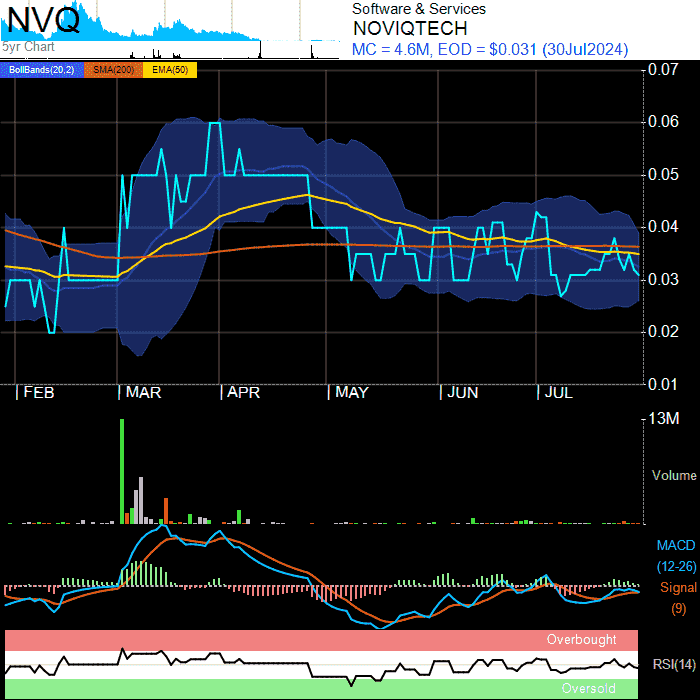 NVQ
5yr Chart
Software & Services
NOVIQTECH
MC = 4.6M, EOD = $0.031 (30Jul2024)
BollBands(20,2) SMA(200) EMA(50)
0.07
0.06
0.05
0.04
0.03
0.02
0.01
FEB MAR APR MAY JUN JUL
13M
Volume
MACD
(12-26)
Signal
(9)
Overbought
RSI(14)
Oversold